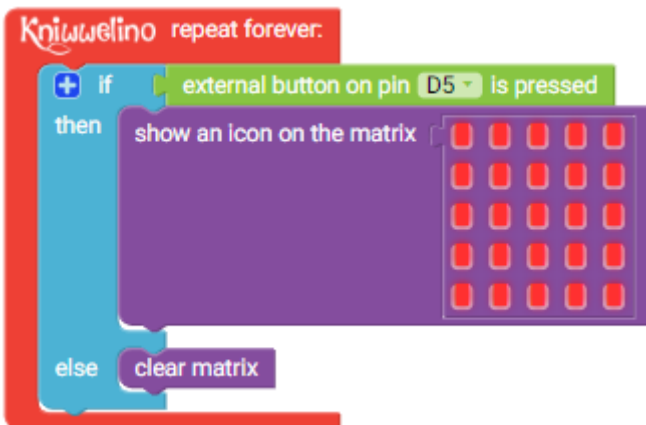 Kniwwelino repeat forever:
if external button on pin D5 is pressed
then show an icon on the matrix
else clear matrix